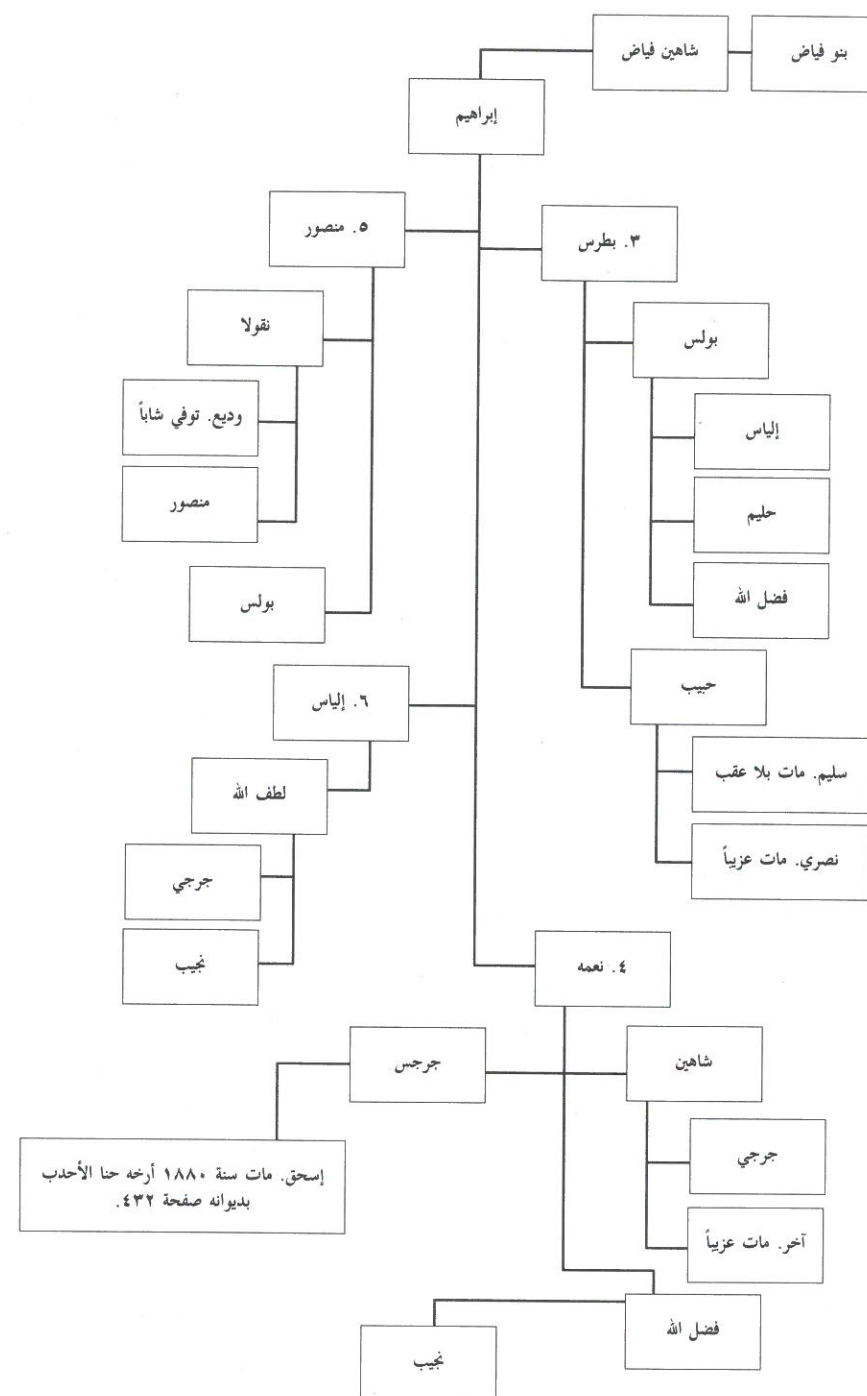 بنو فياض
شاهين فياض
إبراهيم
٣. بطرس
بولس
إلياس
حليم
فضل الله
حبيب
سليم. مات بلا عقب
نصري. مات عزيباً
٥. منصور
نقولا
وديع. توفي شاباً
منصور
بولس
٦. إلياس
لطف الله
جرجي
نجيب
٤. نعمه
شاهين
جرجي
آخر. مات عزيباً
جرجس
إسحق. مات سنة ١٨٨٠ أرخه حنا الأحدب
بديوانه صفحة ٤٣٢.
فضل الله
نجيب